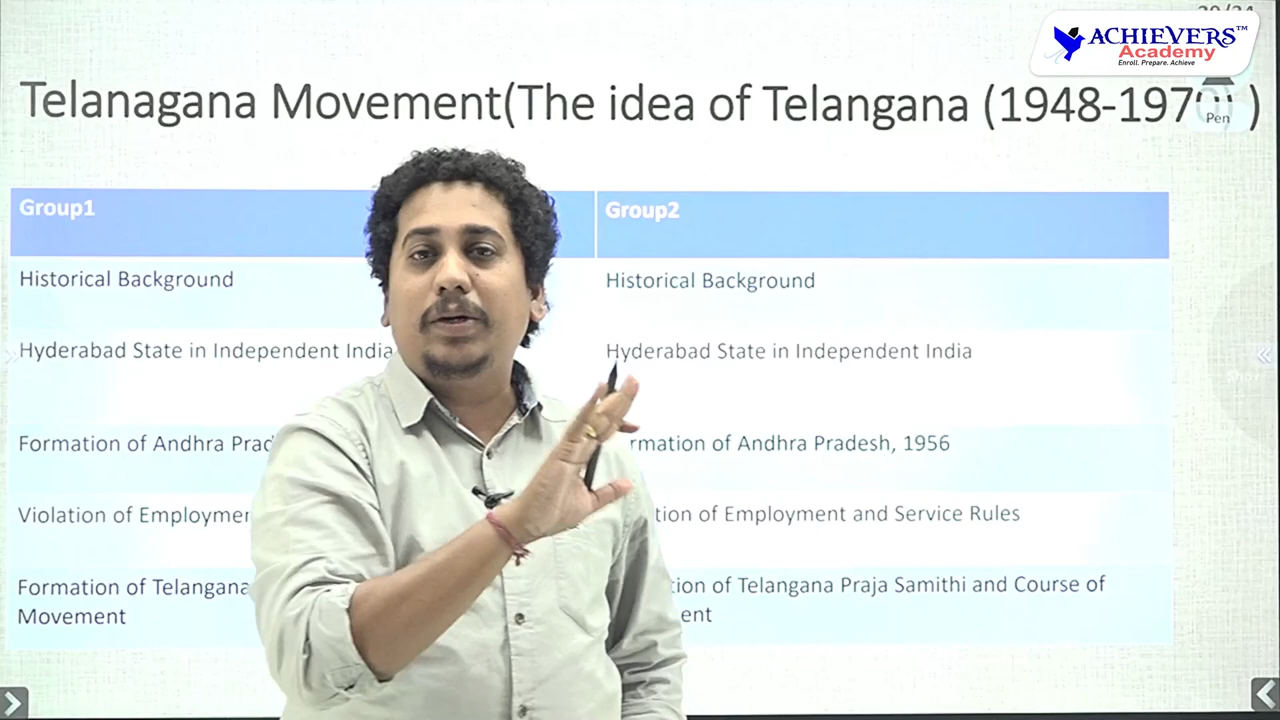 ACHIEVERS™
Academy
Enroll. Prepare. Achieve
Telanagana Movement(The idea of Telangana (1948-1970) )
Pen
Group1
Group2
Historical Background
Historical Background
Hyderabad State in Independent India
Hyderabad State in Independent India
Formation of Andhra Prad
rmation of Andhra Pradesh, 1956
Violation of Employmen
tion of Employment and Service Rules
Formation of Telangana
Movement
tion of Telangana Praja Samithi and Course of
ent